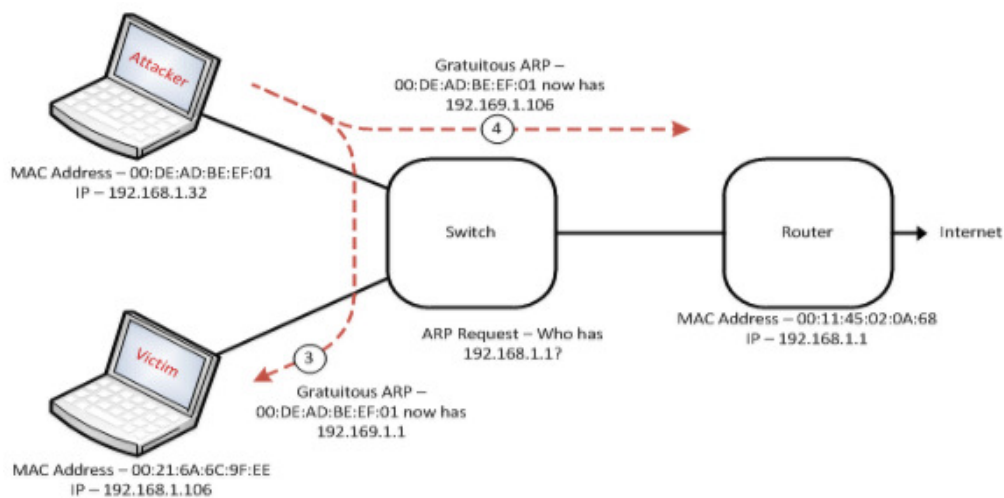 Attacker
MAC Address – 00:DE:AD:BE:EF:01
IP – 192.168.1.32
Gratuitous ARP –
00:DE:AD:BE:EF:01 now has
192.169.1.106
4
Switch
Router
Internet
ARP Request – Who has
192.168.1.1?
MAC Address – 00:11:45:02:0A:68
IP – 192.168.1.1
3
Gratuitous ARP –
00:DE:AD:BE:EF:01 now has
192.169.1.1
Victim
MAC Address – 00:21:6A:6C:9F:EE
IP – 192.168.1.106